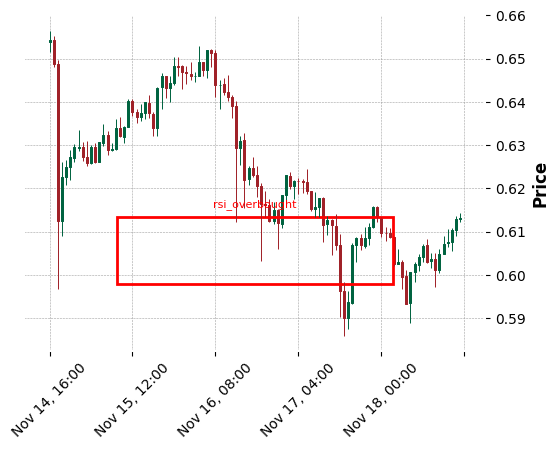 0.66
0.65
0.64
0.63
0.62
0.61
0.60
0.59
Price
rsi_overbought
Nov 14, 16:00
Nov 15, 12:00
Nov 16, 08:00
Nov 17, 04:00
Nov 18, 00:00